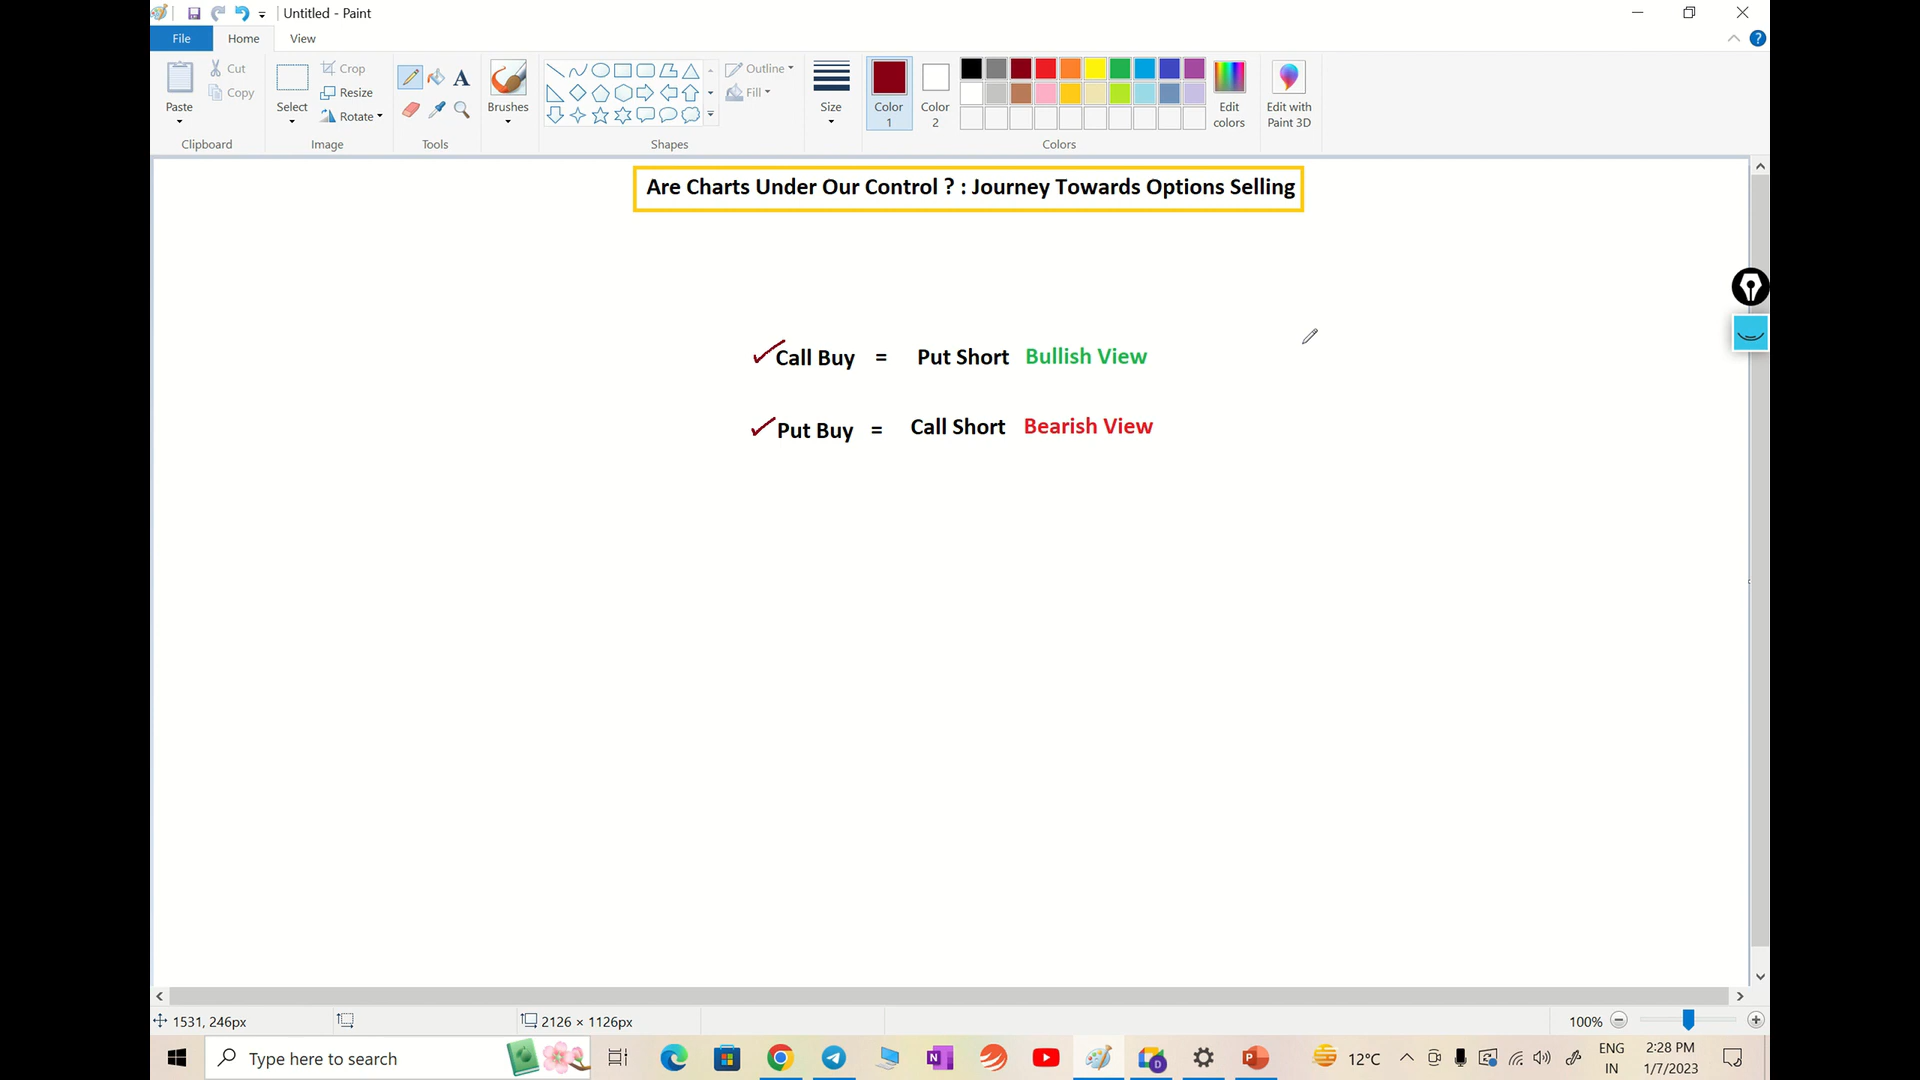 Untitled - Paint
File Home View
Paste
Cut
Copy
Clipboard
Select
Crop
Resize
Rotate
Image
Tools
Brushes
Shapes
Outline
Fill
Size
Color 1
Color 2
Edit colors
Colors
Edit with Paint 3D
Are Charts Under Our Control ? : Journey Towards Options Selling
Call Buy = Put Short Bullish View
Put Buy = Call Short Bearish View
1531, 246px
2126 × 1126px
100%
Type here to search
12°C
ENG
IN
2:28 PM
1/7/2023